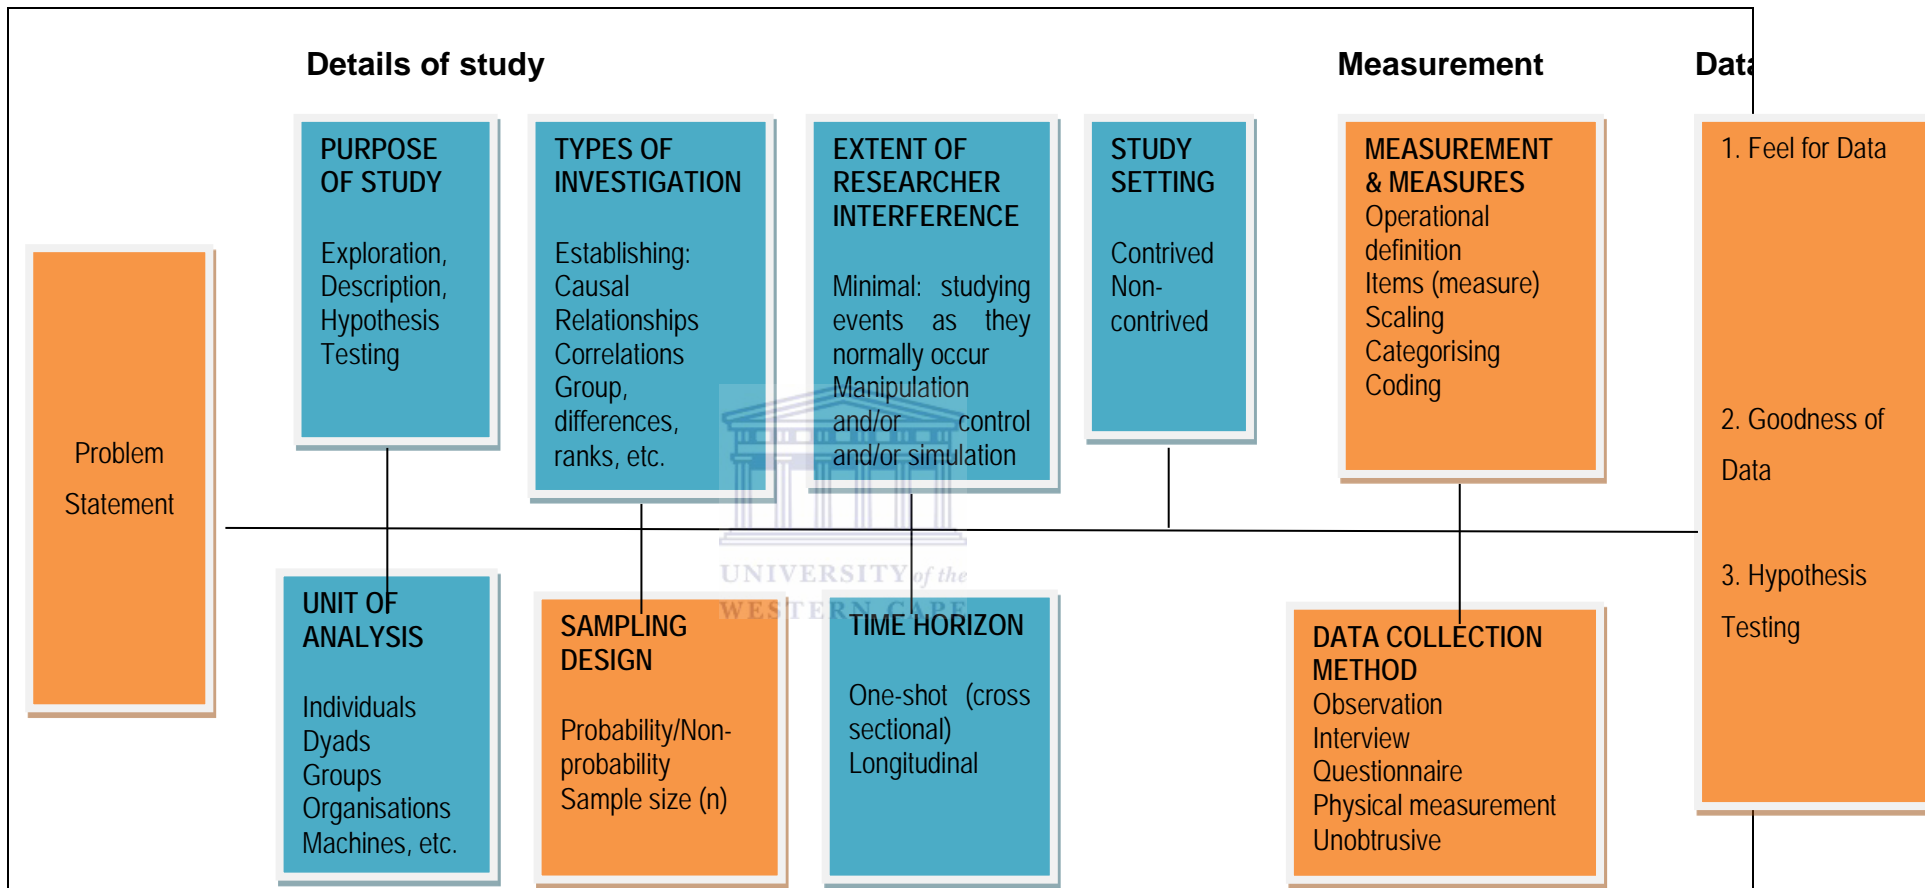 Details of study
Measurement
Data
PURPOSE
OF STUDY
Exploration,
Description,
Hypothesis
Testing
TYPES OF
INVESTIGATION
Establishing:
Causal
Relationships
Correlations
Group,
differences,
ranks, etc.
EXTENT OF
RESEARCHER
INTERFERENCE
Minimal: studying
events as they
normally occur
Manipulation
and/or control
and/or simulation
STUDY
SETTING
Contrived
Non-
contrived
MEASUREMENT
& MEASURES
Operational
definition
Items (measure)
Scaling
Categorising
Coding
1. Feel for Data
2. Goodness of
Data
3. Hypothesis
Testing
Problem
Statement
UNIT OF
ANALYSIS
Individuals
Dyads
Groups
Organisations
Machines, etc.
SAMPLING
DESIGN
Probability/Non-
probability
Sample size (n)
UNIVERSITY of the
WESTERN CAPE
TIME HORIZON
One-shot (cross
sectional)
Longitudinal
DATA COLLECTION
METHOD
Observation
Interview
Questionnaire
Physical measurement
Unobtrusive